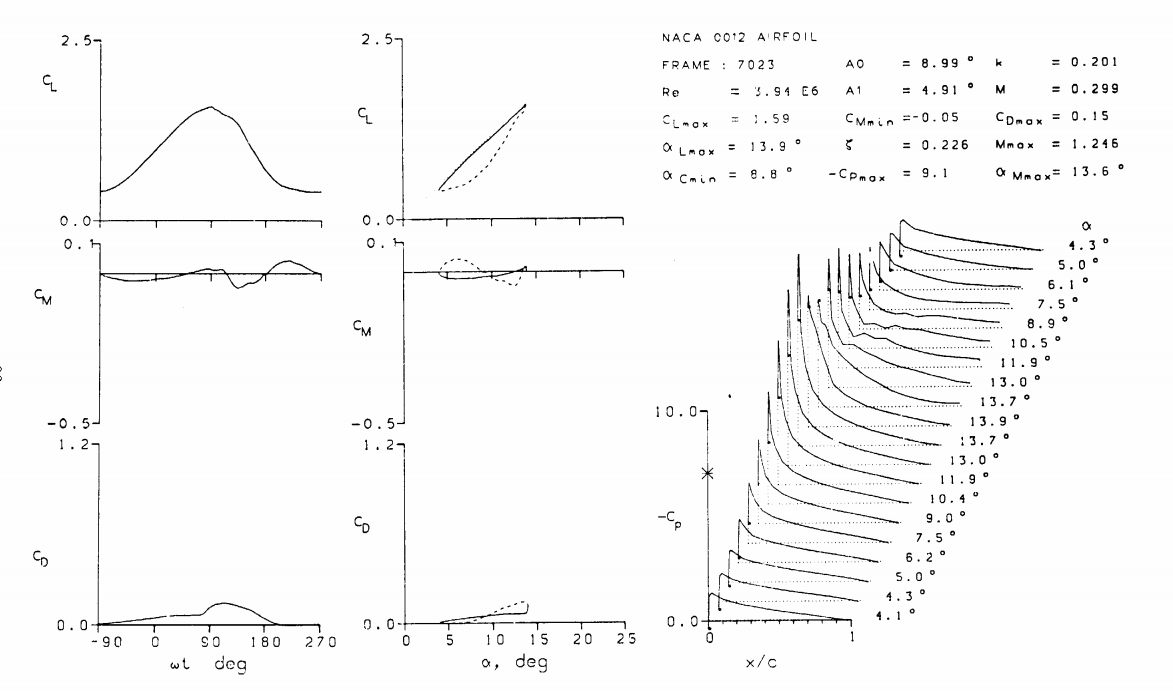 NACA 0012 AIRFOIL
FRAME : 7023 A0 = 8.99 ° k = 0.201
Re = 3.94 E6 A1 = 4.91 ° M = 0.299
CLmax = 1.59 CMmin =-0.05 CDmax = 0.15
α Lmax = 13.9 ° ζ = 0.226 Mmax = 1.246
α Cmin = 8.8 ° -CPmax = 9.1 α Mmax= 13.6 °
2.5
CL
0.0
2.5
CL
0.0
0.1
CM
-0.5
0.1
CM
-0.5
1.2
CD
0.0
-90 0 90 180 270
ωt deg
1.2
CD
0.0
0 5 10 15 20 25
α, deg
α
4.3 °
5.0 °
6.1 °
7.5 °
8.9 °
10.5 °
11.9 °
13.0 °
13.7 °
13.9 °
13.7 °
13.0 °
11.9 °
10.4 °
9.0 °
7.5 °
6.2 °
5.0 °
4.3 °
4.1 °
10.0
-Cp
0.0
0 1
x/c